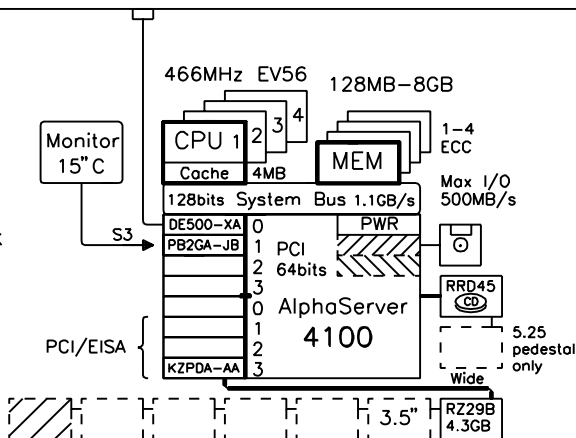 466MHz EV56
128MB-8GB
Monitor
15"C
CPU 1 2 3 4
Cache 4MB
MEM
1-4
ECC
128bits System Bus 1.1GB/s
Max I/O
500MB/s
DE500-XA 0
PWR
S3
PB2GA-JB 1
PCI
2
64bits
3
RRD45
CD
0
AlphaServer
1
4100
PCI/EISA
2
5.25
pedestal
only
KZPDA-AA 3
Wide
3.5"
RZ29B
4.3GB